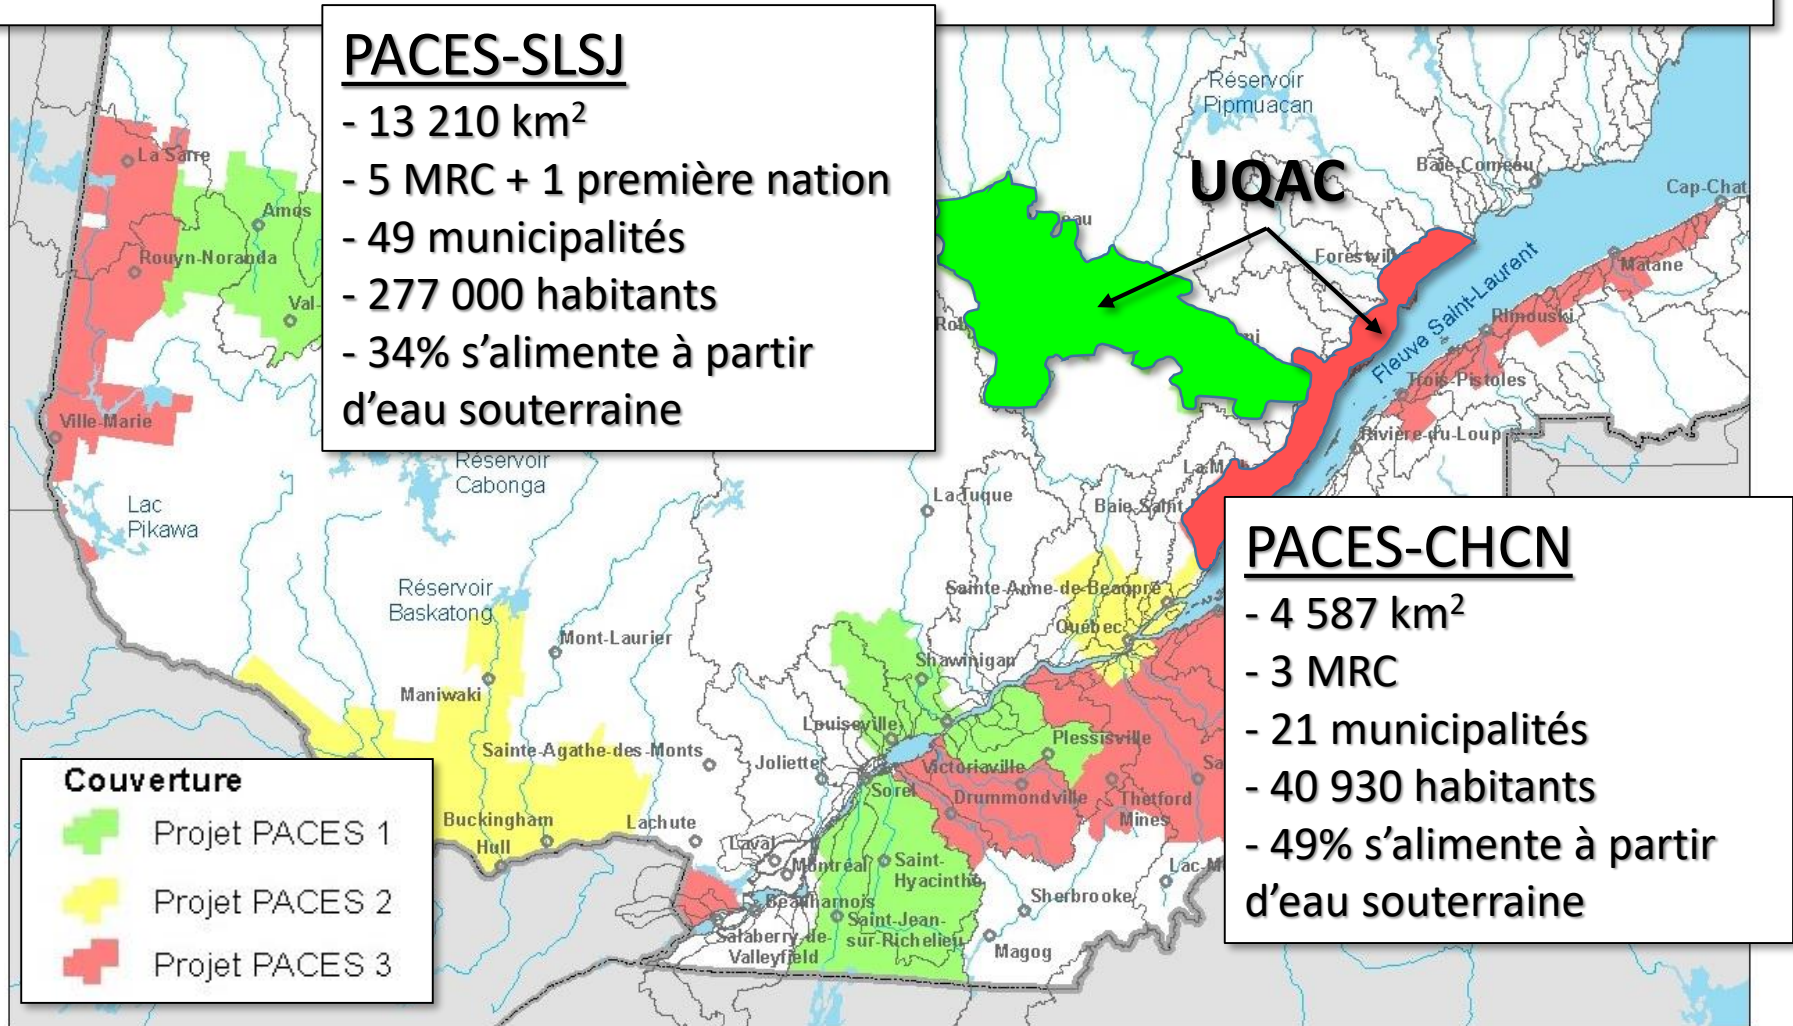 PACES-SLSJ
- 13 210 km²
- 5 MRC + 1 première nation
- 49 municipalités
- 277 000 habitants
- 34% s’alimente à partir
d’eau souterraine
UQAC
Réservoir
Pipmuacan
Baie-Comeau
Cap-Chat
La Sarre
Amos
Rouyn-Noranda
Val-
Forestvill
Matane
Fleuve Saint-Laurent
Rimouski
Trois-Pistoles
Rivière-du-Loup
Ville-Marie
Réservoir
Cabonga
Lac
Pikawa
La Tuque
Baie-Saint-
Réservoir
Baskatong
Sainte-Anne-de-Beaupré
Québec
Mont-Laurier
Shawinigan
Maniwaki
Louiseville
Plessisville
Sainte-Agathe-des-Monts
Joliette
Victoriaville
Sorel
Drummondville
Thetford
Mines
Buckingham
Lachute
Hull
Laval
Montréal
Saint-
Hyacinthe
Beauharnois
Sherbrooke
Lac-M
Saint-Jean-
sur-Richelieu
Salaberry-de-
Valleyfield
Magog
PACES-CHCN
- 4 587 km²
- 3 MRC
- 21 municipalités
- 40 930 habitants
- 49% s’alimente à partir
d’eau souterraine
Couverture
Projet PACES 1
Projet PACES 2
Projet PACES 3